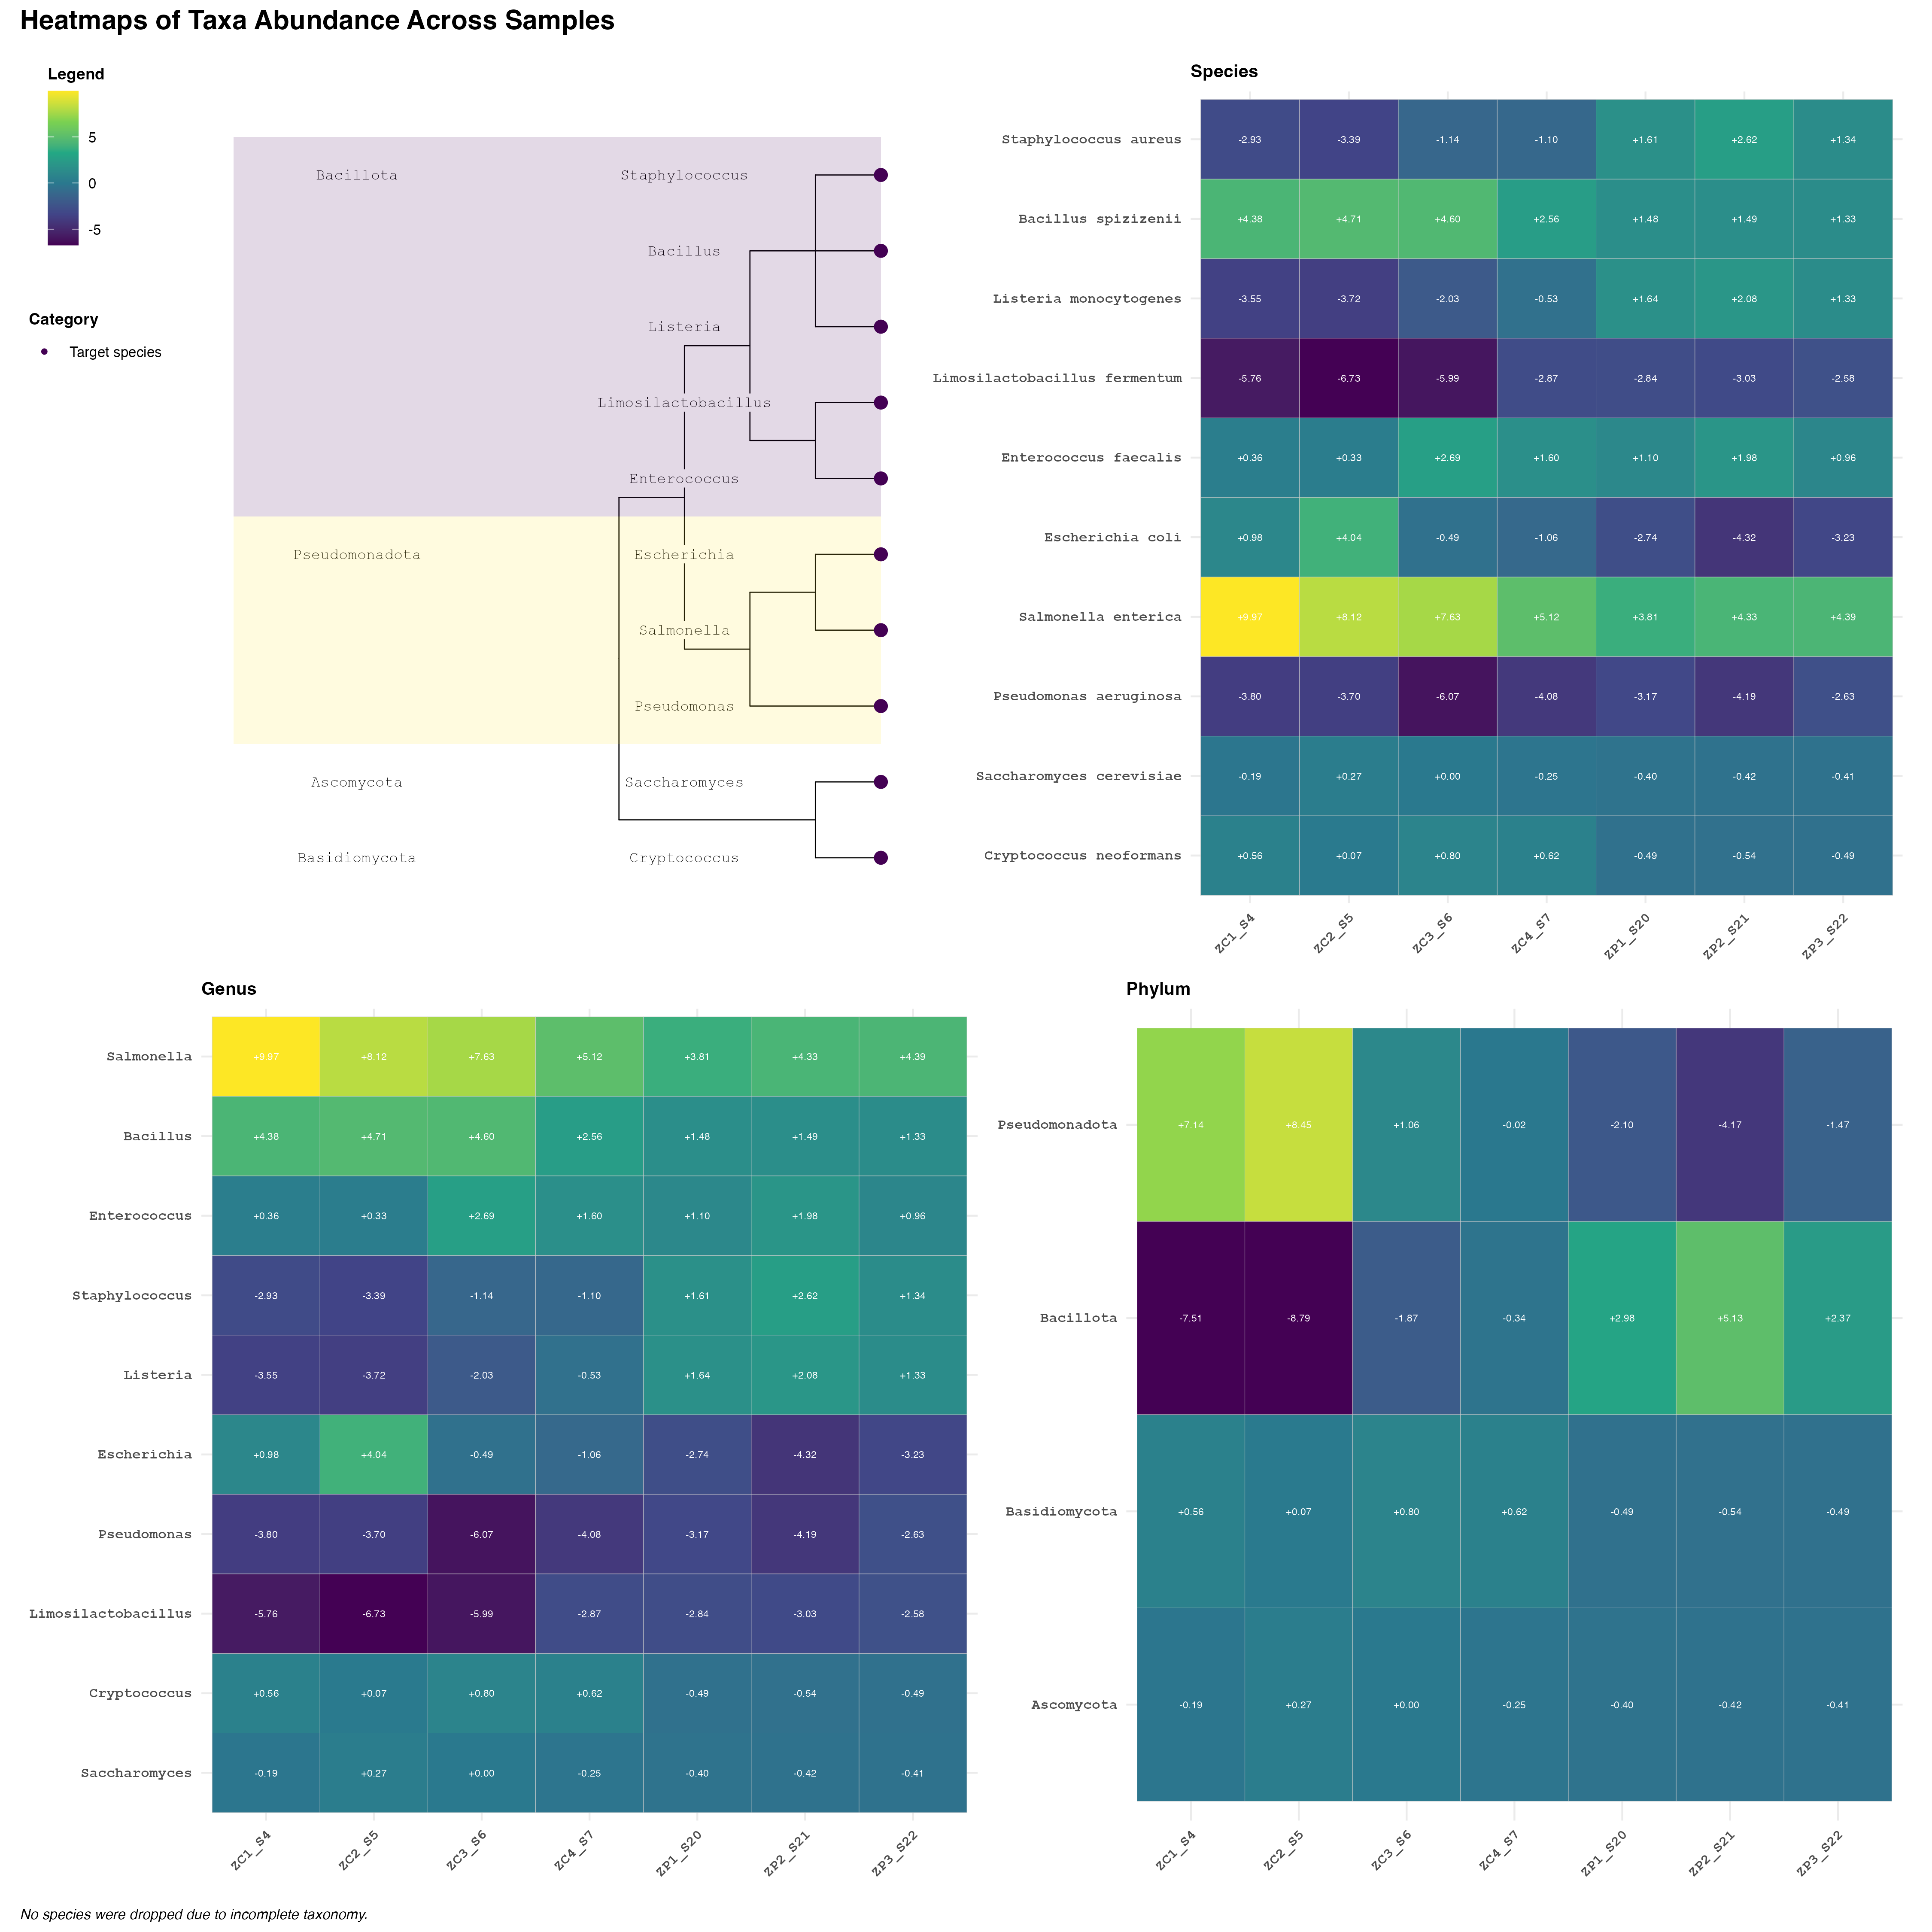 Heatmaps of Taxa Abundance Across Samples
Legend
5
0
-5
Category
Target species
Bacillota Staphylococcus
Bacillus
Listeria
Limosilactobacillus
Enterococcus
Pseudomonadota Escherichia
Salmonella
Pseudomonas
Ascomycota Saccharomyces
Basidiomycota Cryptococcus
Species
Staphylococcus aureus -2.93 -3.39 -1.14 -1.10 +1.61 +2.62 +1.34
Bacillus spizizenii +4.38 +4.71 +4.60 +2.56 +1.48 +1.49 +1.33
Listeria monocytogenes -3.55 -3.72 -2.03 -0.53 +1.64 +2.08 +1.33
Limosilactobacillus fermentum -5.76 -6.73 -5.99 -2.87 -2.84 -3.03 -2.58
Enterococcus faecalis +0.36 +0.33 +2.69 +1.60 +1.10 +1.98 +0.96
Escherichia coli +0.98 +4.04 -0.49 -1.06 -2.74 -4.32 -3.23
Salmonella enterica +9.97 +8.12 +7.63 +5.12 +3.81 +4.33 +4.39
Pseudomonas aeruginosa -3.80 -3.70 -6.07 -4.08 -3.17 -4.19 -2.63
Saccharomyces cerevisiae -0.19 +0.27 +0.00 -0.25 -0.40 -0.42 -0.41
Cryptococcus neoformans +0.56 +0.07 +0.80 +0.62 -0.49 -0.54 -0.49
ZC1_S4 ZC2_S5 ZC3_S6 ZC4_S7 ZP1_S20 ZP2_S21 ZP3_S22
Genus
Salmonella +9.97 +8.12 +7.63 +5.12 +3.81 +4.33 +4.39
Bacillus +4.38 +4.71 +4.60 +2.56 +1.48 +1.49 +1.33
Enterococcus +0.36 +0.33 +2.69 +1.60 +1.10 +1.98 +0.96
Staphylococcus -2.93 -3.39 -1.14 -1.10 +1.61 +2.62 +1.34
Listeria -3.55 -3.72 -2.03 -0.53 +1.64 +2.08 +1.33
Escherichia +0.98 +4.04 -0.49 -1.06 -2.74 -4.32 -3.23
Pseudomonas -3.80 -3.70 -6.07 -4.08 -3.17 -4.19 -2.63
Limosilactobacillus -5.76 -6.73 -5.99 -2.87 -2.84 -3.03 -2.58
Cryptococcus +0.56 +0.07 +0.80 +0.62 -0.49 -0.54 -0.49
Saccharomyces -0.19 +0.27 +0.00 -0.25 -0.40 -0.42 -0.41
ZC1_S4 ZC2_S5 ZC3_S6 ZC4_S7 ZP1_S20 ZP2_S21 ZP3_S22
Phylum
Pseudomonadota +7.14 +8.45 +1.06 -0.02 -2.10 -4.17 -1.47
Bacillota -7.51 -8.79 -1.87 -0.34 +2.98 +5.13 +2.37
Basidiomycota +0.56 +0.07 +0.80 +0.62 -0.49 -0.54 -0.49
Ascomycota -0.19 +0.27 +0.00 -0.25 -0.40 -0.42 -0.41
ZC1_S4 ZC2_S5 ZC3_S6 ZC4_S7 ZP1_S20 ZP2_S21 ZP3_S22
No species were dropped due to incomplete taxonomy.